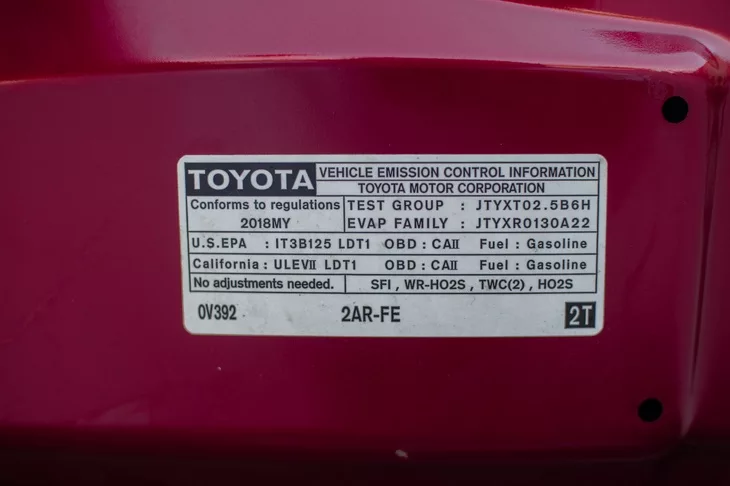 TOYOTA VEHICLE EMISSION CONTROL INFORMATION
TOYOTA MOTOR CORPORATION
Conforms to regulations TEST GROUP : JTYXT02.5B6H
2018MY EVAP FAMILY : JTYXR0130A22
U.S.EPA : IT3B125 LDT1 OBD : CAII Fuel : Gasoline
California : ULEVII LDT1 OBD : CAII Fuel : Gasoline
No adjustments needed. SFI , WR-HO2S , TWC(2) , HO2S
0V392 2AR-FE 2T